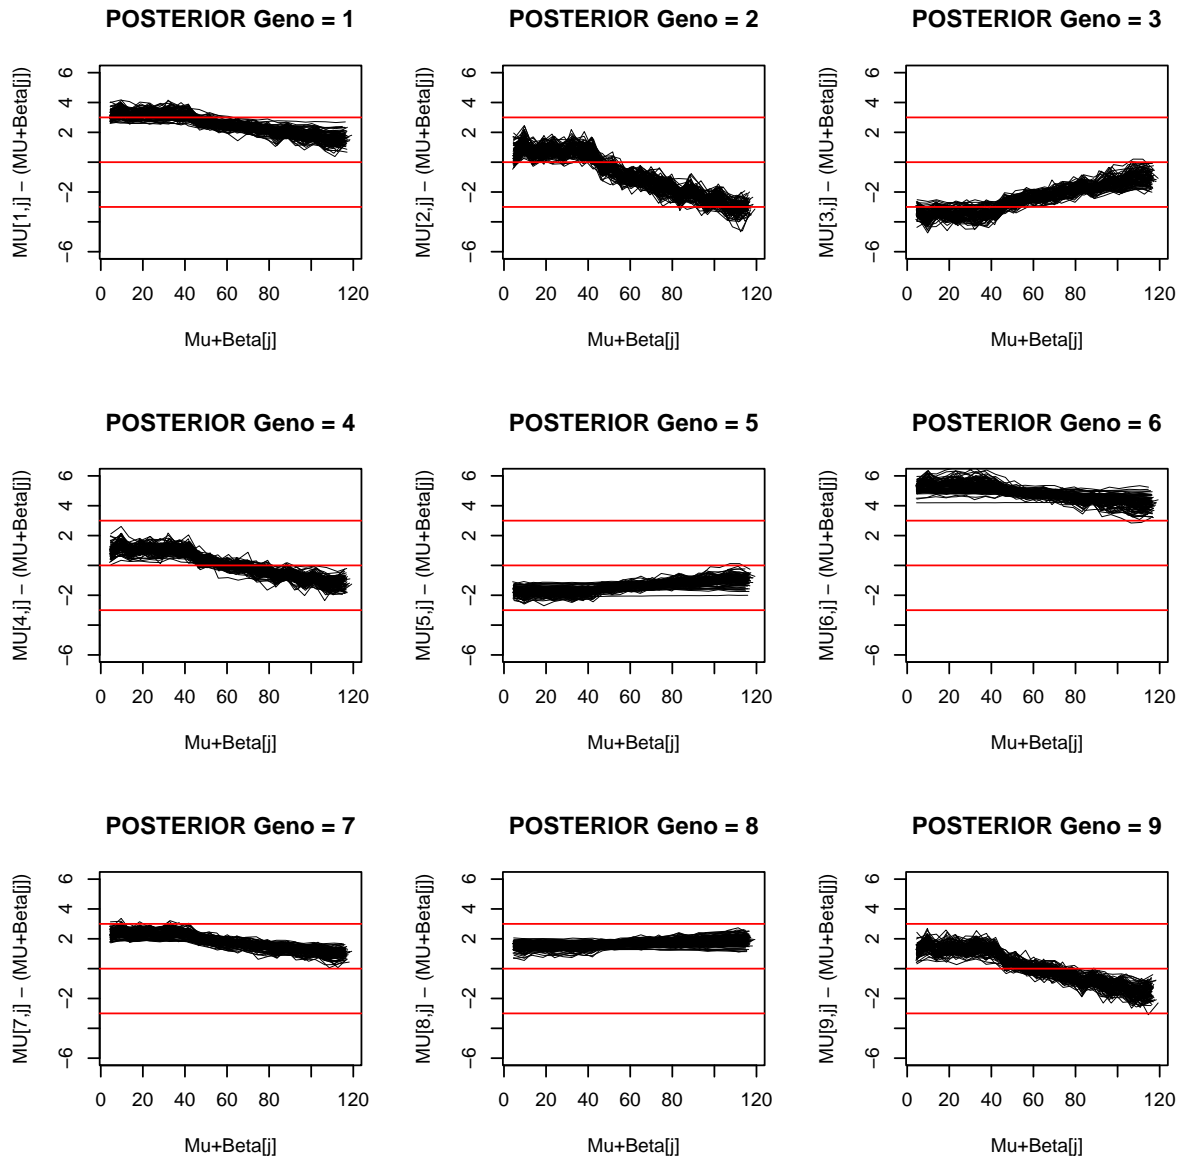 POSTERIOR Geno = 1
MU[1,j] − (MU+Beta[j])
6
4
2
−2
−6
0 20 40 60 80 120
Mu+Beta[j]
POSTERIOR Geno = 2
MU[2,j] − (MU+Beta[j])
6
4
2
−2
−6
0 20 40 60 80 120
Mu+Beta[j]
POSTERIOR Geno = 3
MU[3,j] − (MU+Beta[j])
6
4
2
−2
−6
0 20 40 60 80 120
Mu+Beta[j]
POSTERIOR Geno = 4
MU[4,j] − (MU+Beta[j])
6
4
2
−2
−6
0 20 40 60 80 120
Mu+Beta[j]
POSTERIOR Geno = 5
MU[5,j] − (MU+Beta[j])
6
4
2
−2
−6
0 20 40 60 80 120
Mu+Beta[j]
POSTERIOR Geno = 6
MU[6,j] − (MU+Beta[j])
6
4
2
−2
−6
0 20 40 60 80 120
Mu+Beta[j]
POSTERIOR Geno = 7
MU[7,j] − (MU+Beta[j])
6
4
2
−2
−6
0 20 40 60 80 120
Mu+Beta[j]
POSTERIOR Geno = 8
MU[8,j] − (MU+Beta[j])
6
4
2
−2
−6
0 20 40 60 80 120
Mu+Beta[j]
POSTERIOR Geno = 9
MU[9,j] − (MU+Beta[j])
6
4
2
−2
−6
0 20 40 60 80 120
Mu+Beta[j]